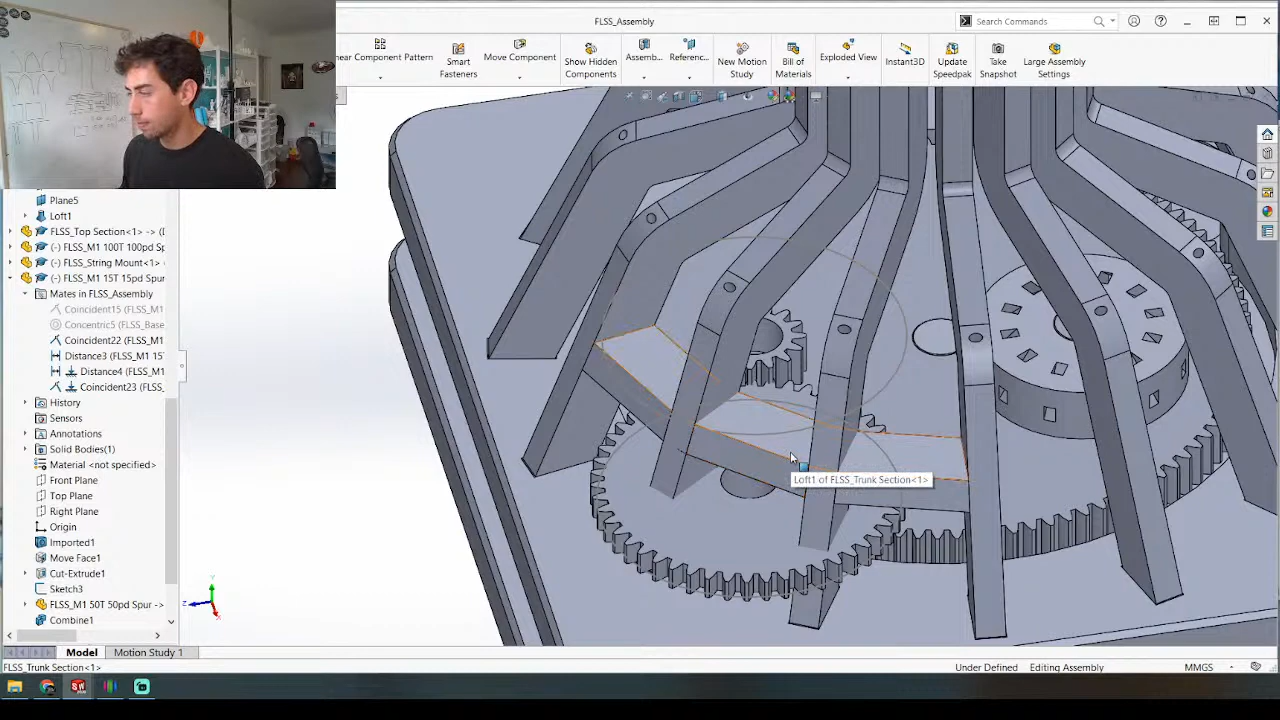 FLSS_Assembly
Search Commands
near Component Pattern
Smart Fasteners
Move Component
Show Hidden Components
Assemb...
Referenc...
New Motion Study
Bill of Materials
Exploded View
Instant3D
Update Speedpak
Take Snapshot
Large Assembly Settings
Plane5
Loft1
FLSS_Top Section<1> -> (D
(-) FLSS_M1 100T 100pd Sp
(-) FLSS_String Mount<1> -
(-) FLSS_M1 15T 15pd Spur
Mates in FLSS_Assembly
Coincident15 (FLSS_M1
Concentric5 (FLSS_Base
Coincident22 (FLSS_M1
Distance3 (FLSS_M1 15T
Distance4 (FLSS_M1
Coincident23 (FLSS_
History
Sensors
Annotations
Solid Bodies(1)
Material <not specified>
Front Plane
Top Plane
Right Plane
Origin
Imported1
Move Face1
Cut-Extrude1
Sketch3
FLSS_M1 50T 50pd Spur ->
Combine1
Loft1 of FLSS_Trunk Section<1>
Y
Z
X
Model
Motion Study 1
FLSS_Trunk Section<1>
Under Defined
Editing Assembly
MMGS